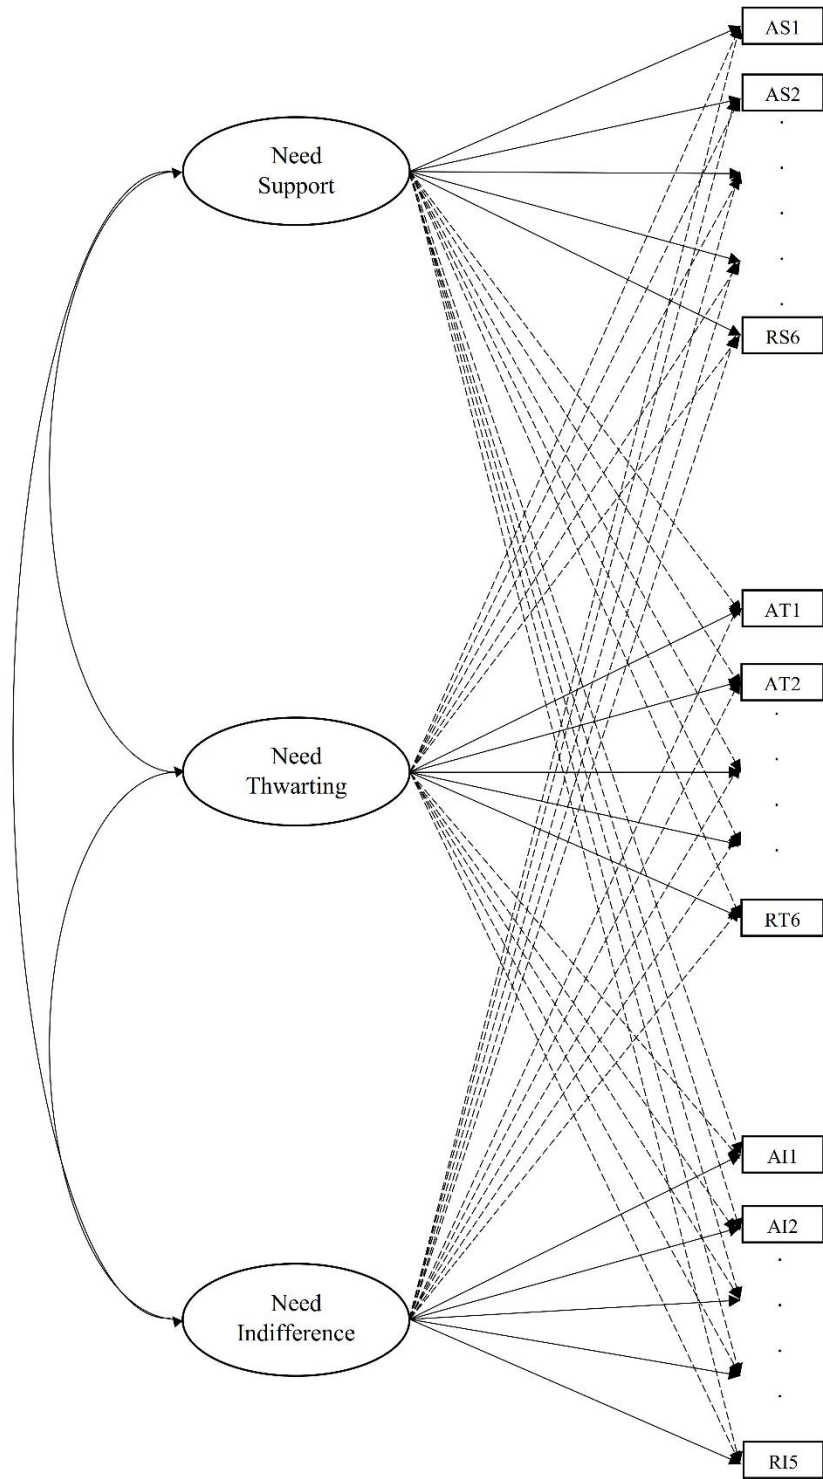 AS1
AS2
Need
Support
RS6
AT1
AT2
Need
Thwarting
RT6
AI1
AI2
Need
Indifference
RI5